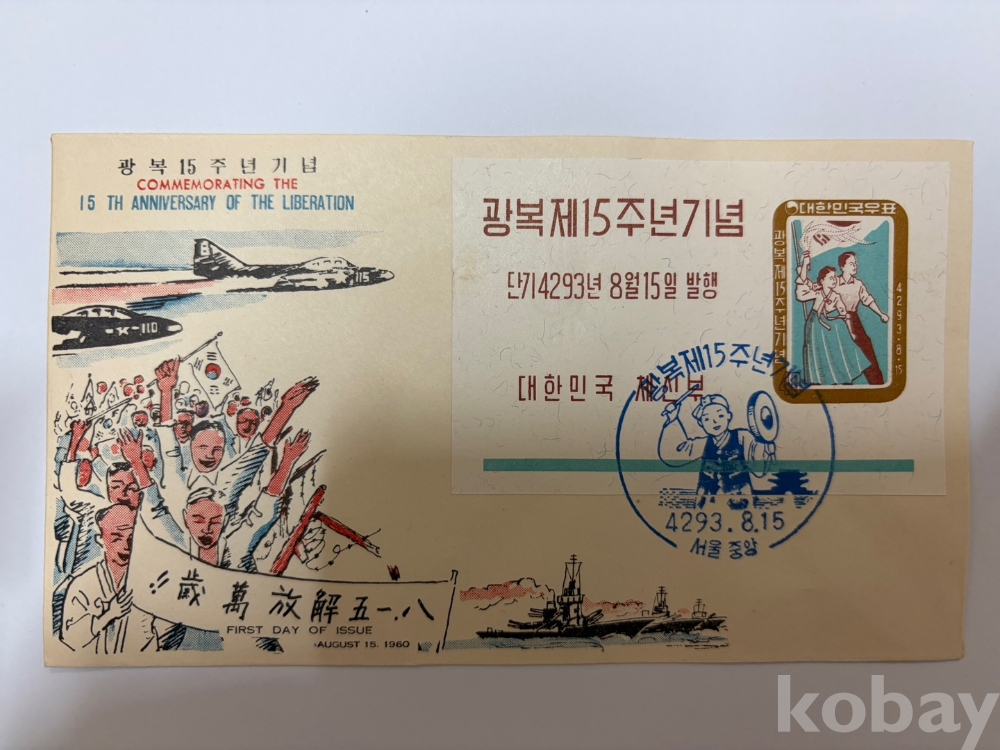 광복15주년기념
COMMEMORATING THE
15 TH ANNIVERSARY OF THE LIBERATION
115
K-110
歲萬放解五一.八
FIRST DAY OF ISSUE
AUGUST 15. 1960
광복제15주년기념
단기4293년 8월15일 발행
대한민국 체신부
대한민국우표
광복제15주년기념
4293·8·15
광복제15주년기념
4293.8.15
서울 중앙
kobay